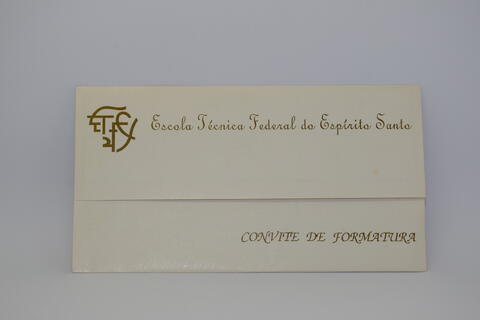 Escola Técnica Federal do Espírito Santo
CONVITE DE FORMATURA